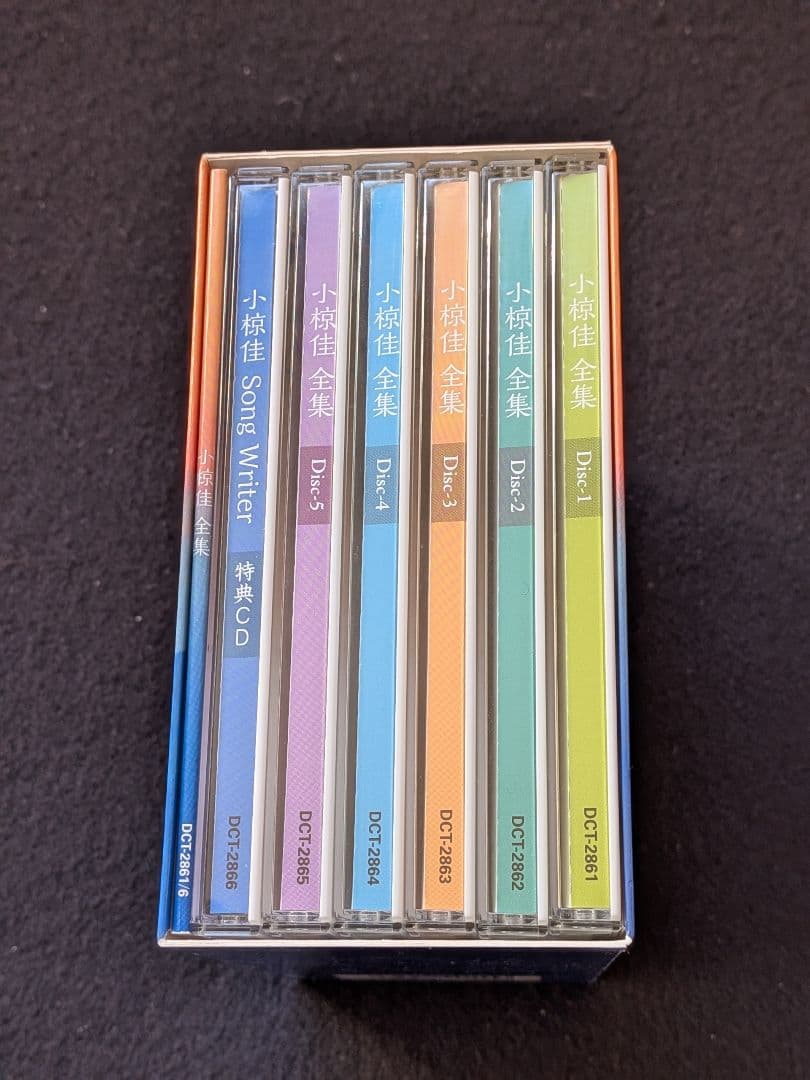 小椋佳 全集
DCT-2861/6
小椋佳 Song Writer 特典CD
DCT-2866
小椋佳 全集 Disc-5
DCT-2865
小椋佳 全集 Disc-4
DCT-2864
小椋佳 全集 Disc-3
DCT-2863
小椋佳 全集 Disc-2
DCT-2862
小椋佳 全集 Disc-1
DCT-2861